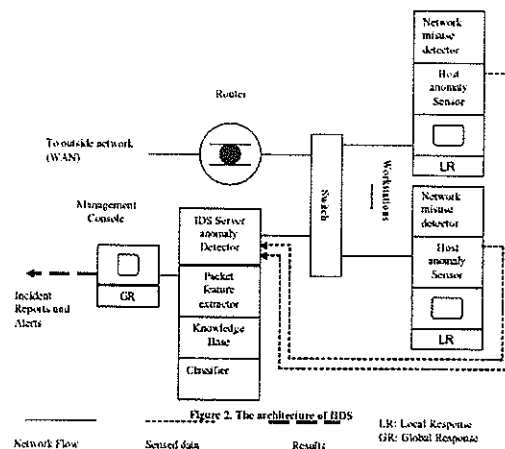 Network
misuse
detector
Host
anomaly
Sensor
LR
Router
To outside network
(WAN)
Switch
Workstations
Management
Console
GR
Incident
Reports and
Alerts
IDS Server
anomaly
Detector
Packet
feature
extractor
Knowledge
Base
Classifier
Network
misuse
detector
Host
anomaly
Sensor
LR
Figure 2. The architecture of
LR: Local Response
GR: Global Response
Network Flow
Sensed data
Results